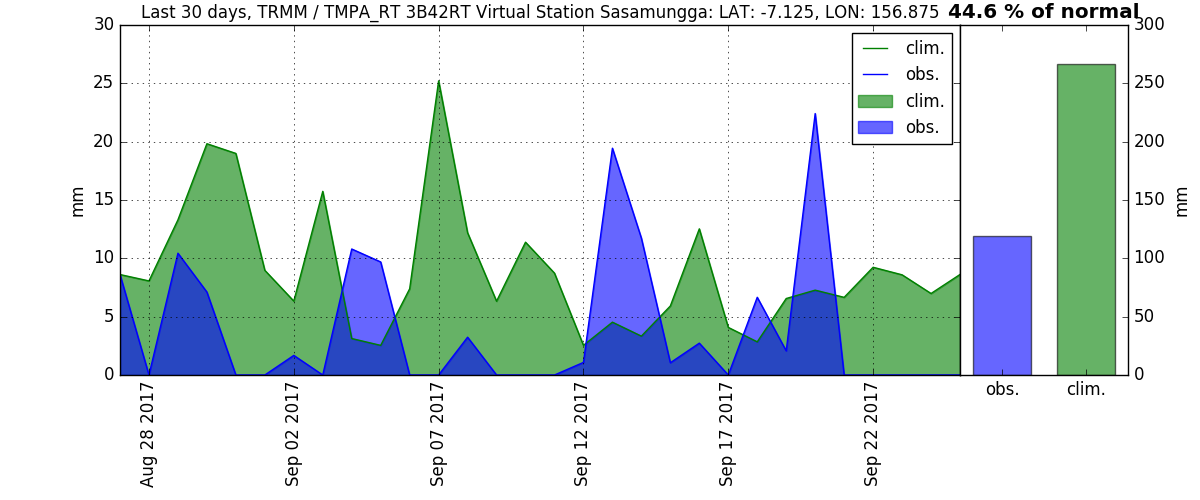 Last 30 days, TRMM / TMPA_RT 3B42RT Virtual Station Sasamungga: LAT: -7.125, LON: 156.875
44.6 % of normal
30
25
20
15
10
5
0
mm
clim.
obs.
clim.
obs.
Aug 28 2017
Sep 02 2017
Sep 07 2017
Sep 12 2017
Sep 17 2017
Sep 22 2017
300
250
200
150
100
50
0
mm
obs.
clim.